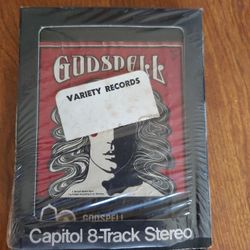 GODSPELL
VARIETY RECORDS
GODSPELL
Capitol 8-Track Stereo